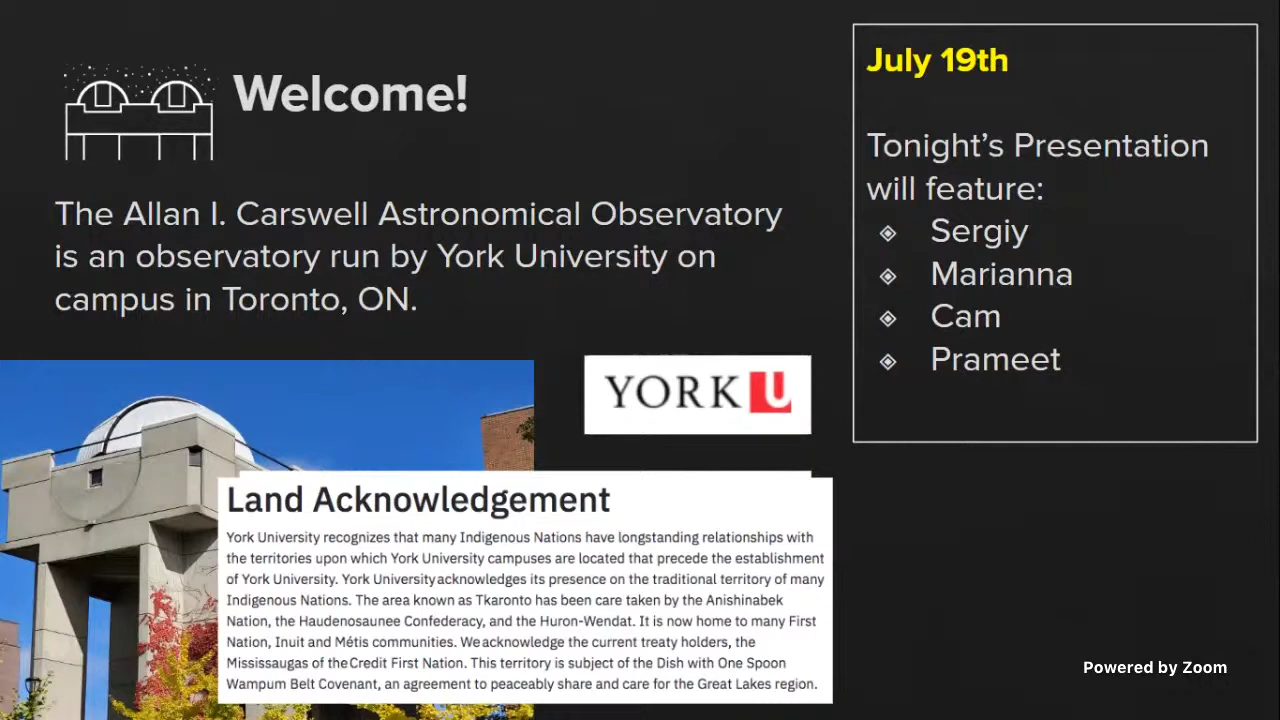 Welcome!
The Allan I. Carswell Astronomical Observatory
is an observatory run by York University on
campus in Toronto, ON.
July 19th
Tonight's Presentation
will feature:
Sergiy
Marianna
Cam
Prameet
YORK U
Land Acknowledgement
York University recognizes that many Indigenous Nations have longstanding relationships with
the territories upon which York University campuses are located that precede the establishment
of York University. York University acknowledges its presence on the traditional territory of many
Indigenous Nations. The area known as Tkaronto has been care taken by the Anishinabek
Nation, the Haudenosaunee Confederacy, and the Huron-Wendat. It is now home to many First
Nation, Inuit and Métis communities. We acknowledge the current treaty holders, the
Mississaugas of the Credit First Nation. This territory is subject of the Dish with One Spoon
Wampum Belt Covenant, an agreement to peaceably share and care for the Great Lakes region.
Powered by Zoom